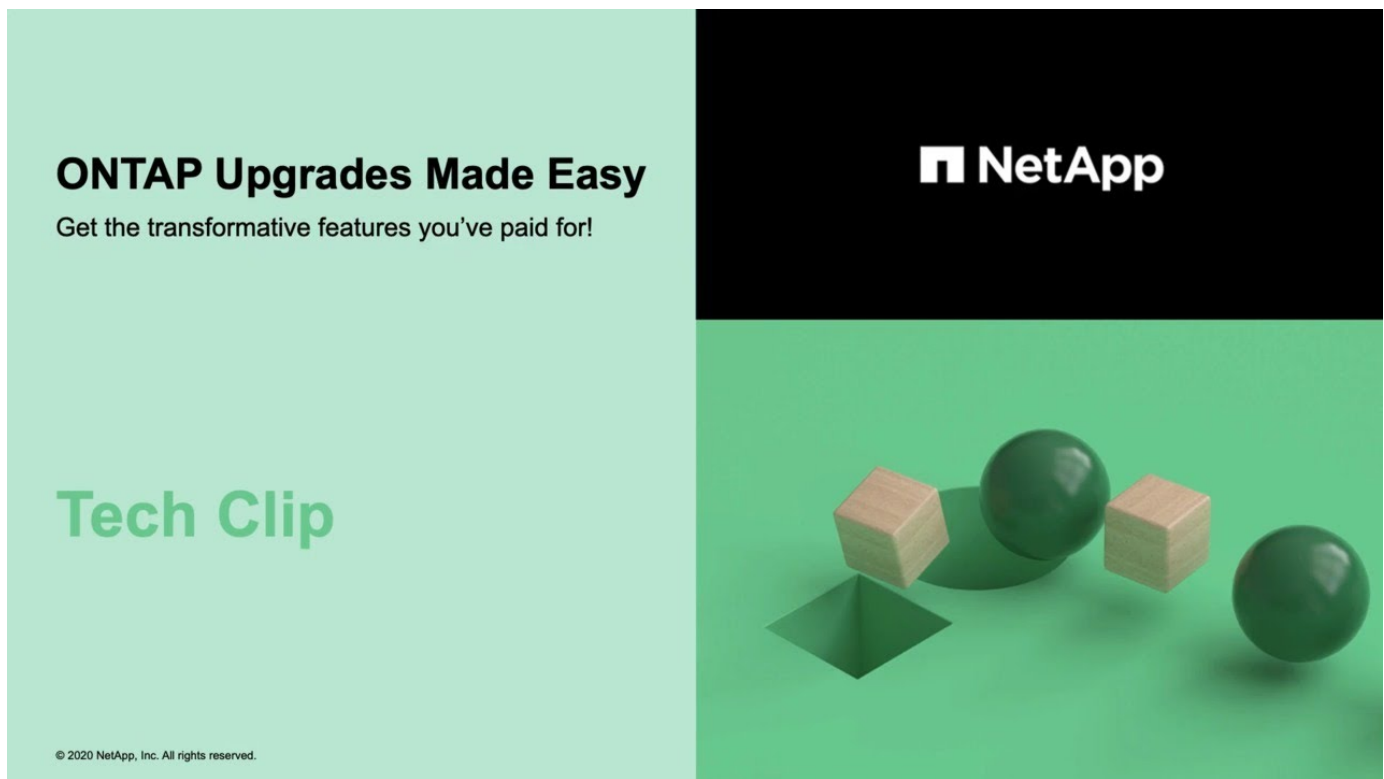 ONTAP Upgrades Made Easy
Get the transformative features you’ve paid for!
NetApp
Tech Clip
© 2020 NetApp, Inc. All rights reserved.